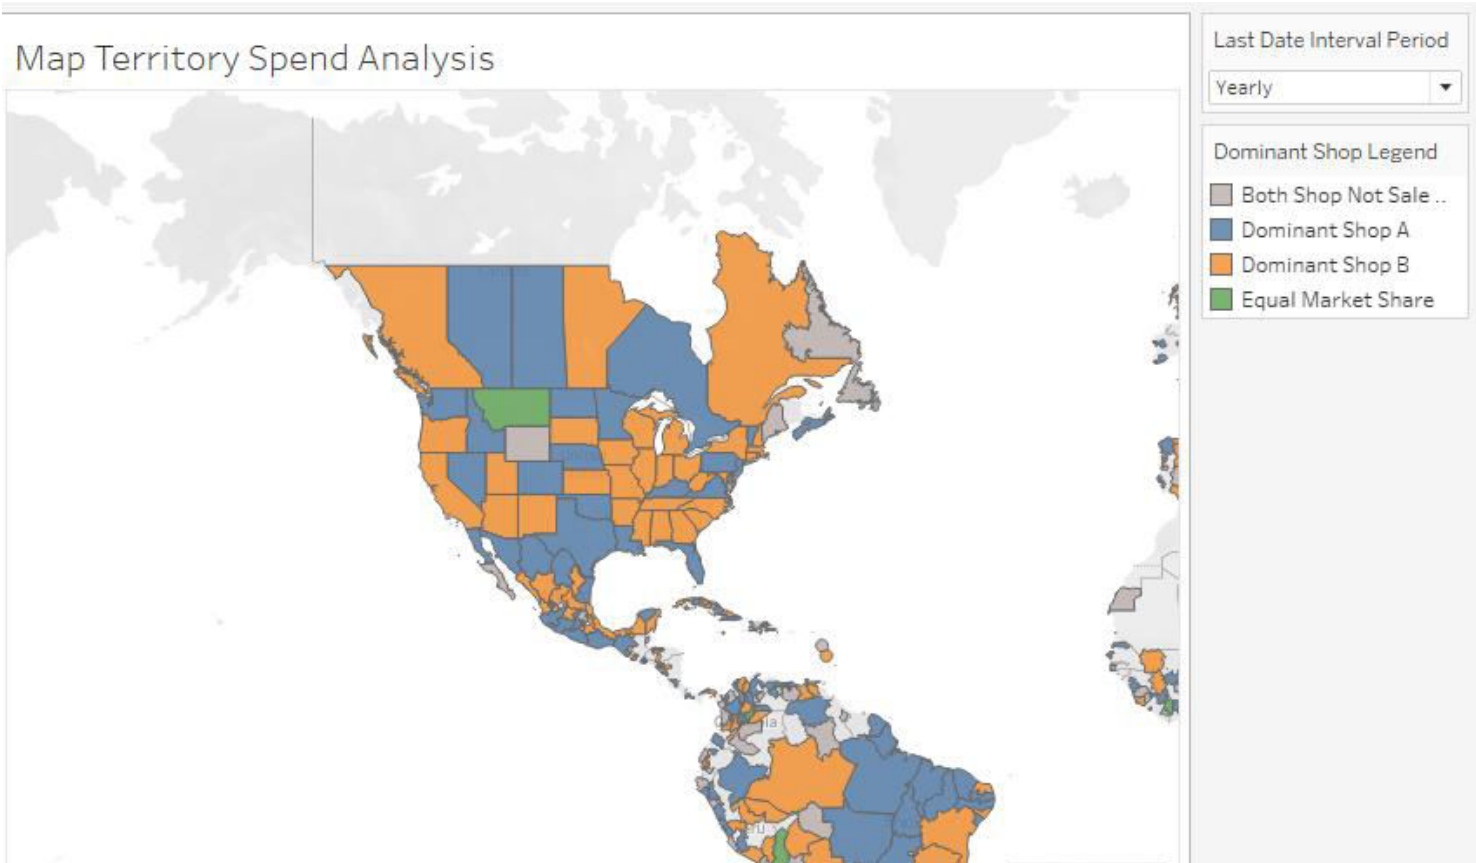 Map Territory Spend Analysis
Last Date Interval Period
Yearly
Dominant Shop Legend
Both Shop Not Sale ..
Dominant Shop A
Dominant Shop B
Equal Market Share